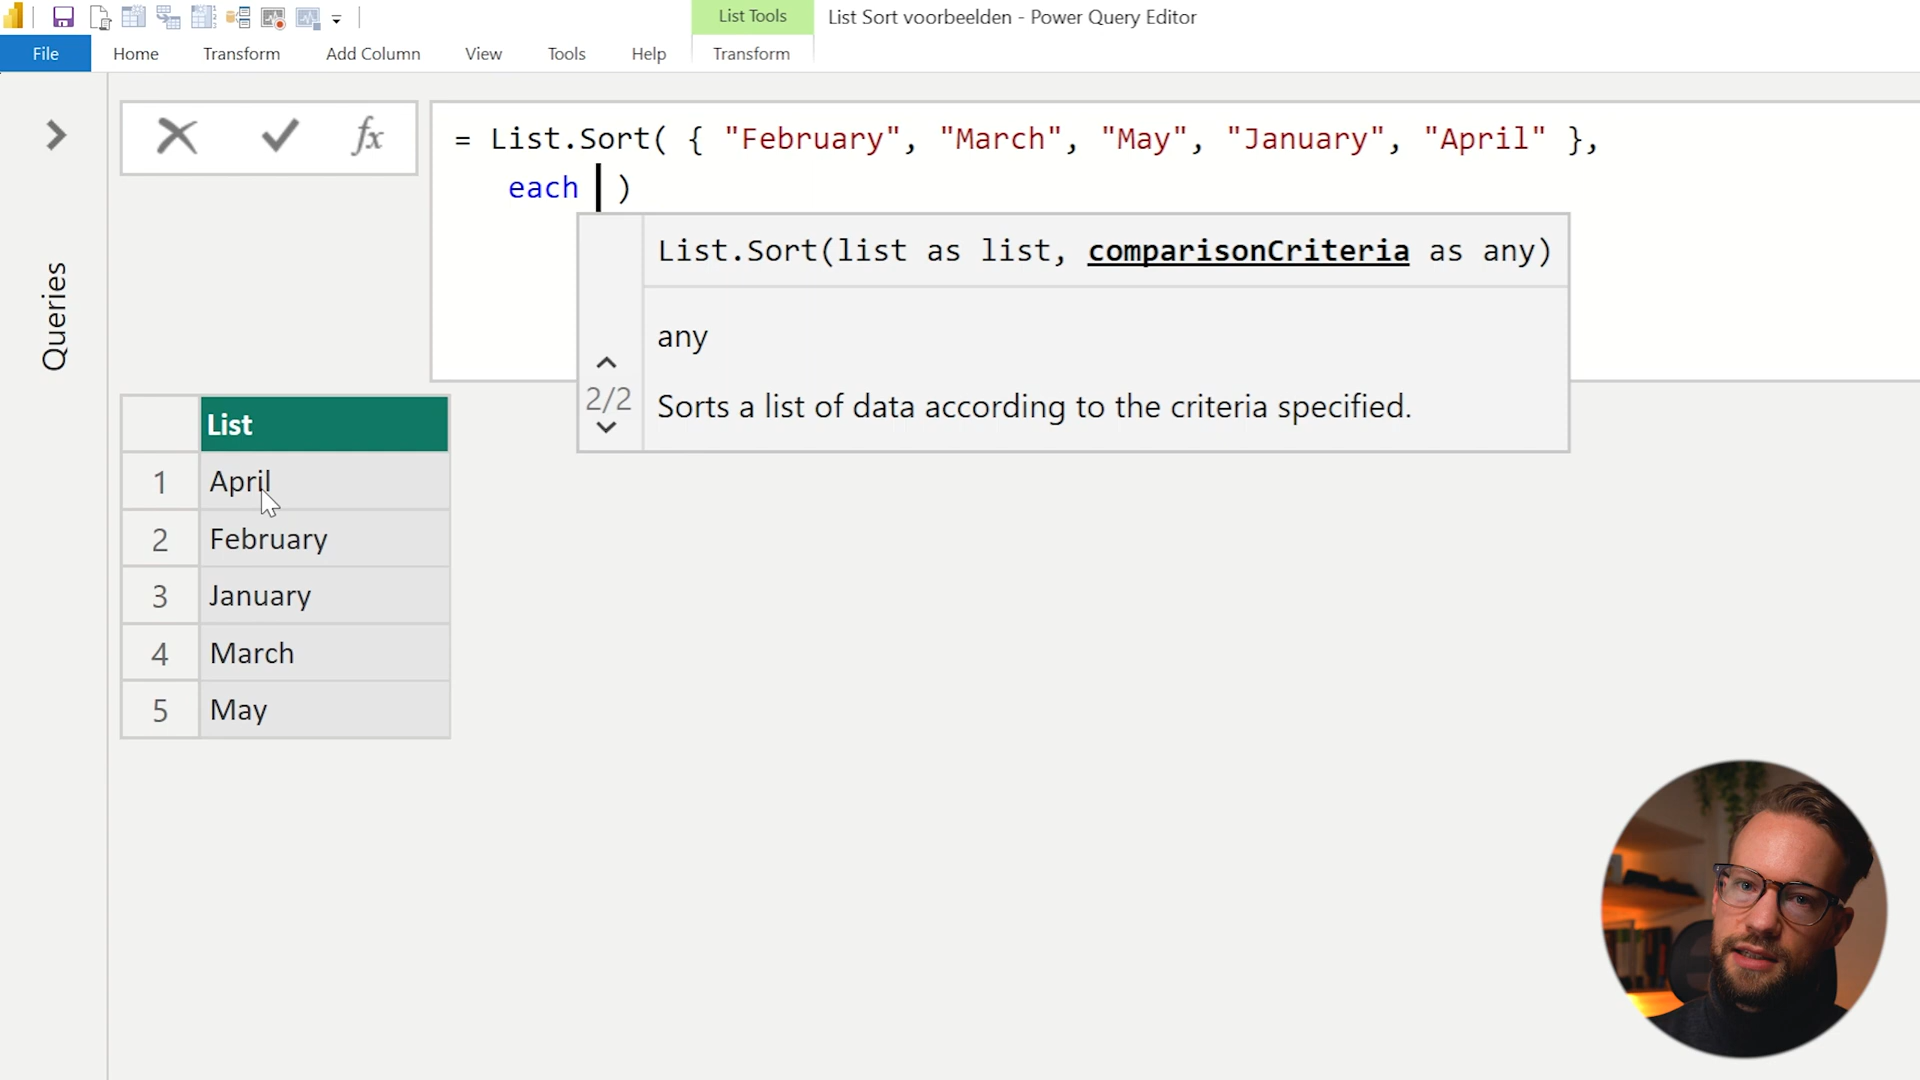 List Tools
List Sort voorbeelden - Power Query Editor
File
Home
Transform
Add Column
View
Tools
Help
Transform
fx
= List.Sort( { "February", "March", "May", "January", "April" },
each )
List.Sort(list as list, comparisonCriteria as any)
any
2/2
Sorts a list of data according to the criteria specified.
Queries
List
1 April
2 February
3 January
4 March
5 May